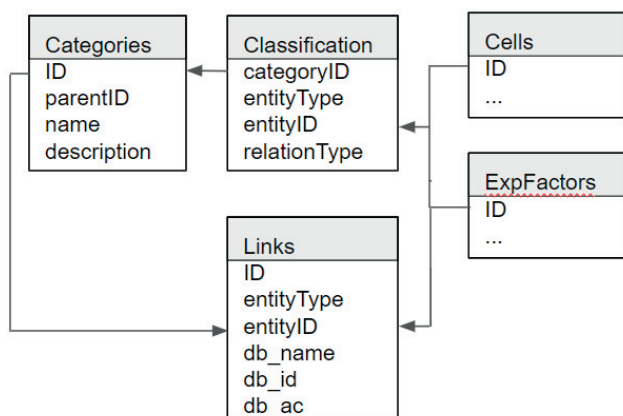 Categories
ID
parentID
name
description
Classification
categoryID
entityType
entityID
relationType
Cells
ID
...
ExpFactors
ID
...
Links
ID
entityType
entityID
db_name
db_id
db_ac